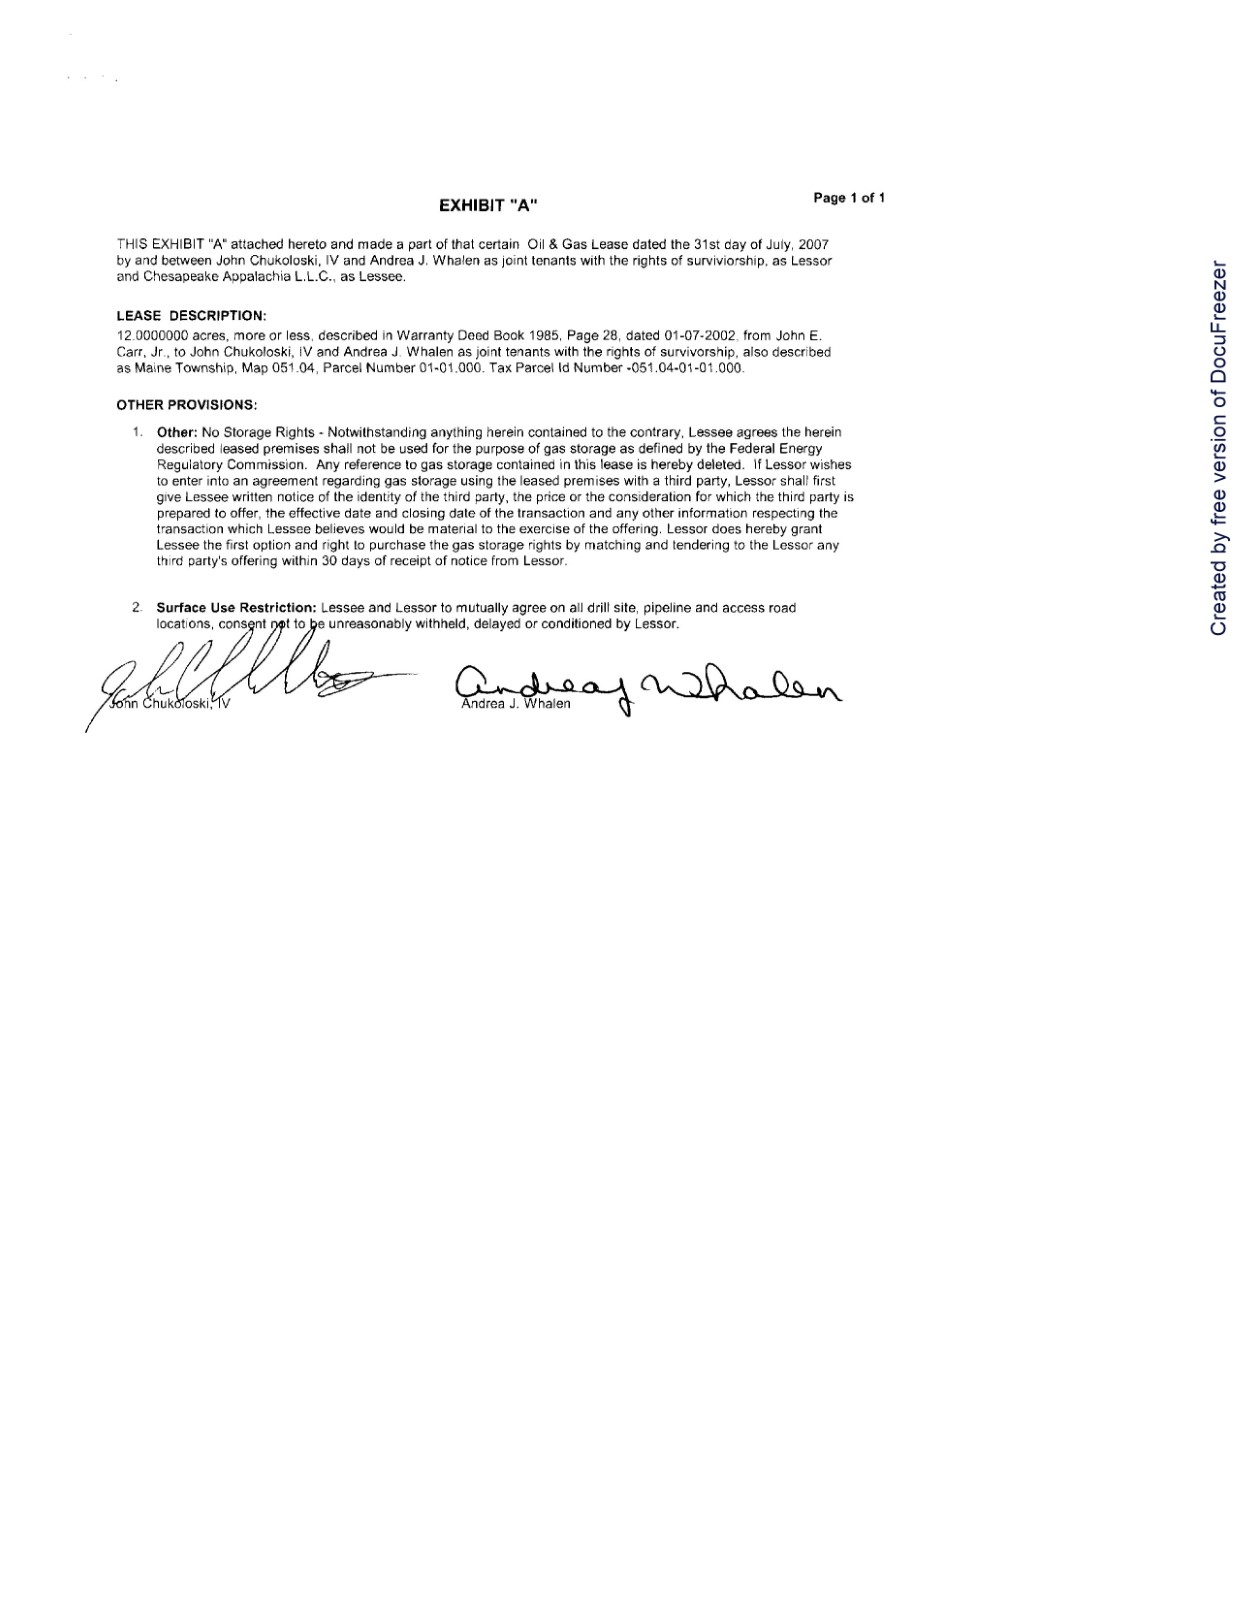 Page 1 of 1
EXHIBIT "A"
THIS EXHIBIT "A" attached hereto and made a part of that certain Oil & Gas Lease dated the 31st day of July, 2007
by and between John Chukoloski, IV and Andrea J. Whalen as joint tenants with the rights of surviviorship, as Lessor
and Chesapeake Appalachia L.L.C., as Lessee.
LEASE DESCRIPTION:
12.0000000 acres, more or less, described in Warranty Deed Book 1985, Page 28, dated 01-07-2002, from John E.
Carr, Jr., to John Chukoloski, IV and Andrea J. Whalen as joint tenants with the rights of survivorship, also described
as Maine Township, Map 051.04, Parcel Number 01-01.000. Tax Parcel Id Number -051.04-01-01.000.
OTHER PROVISIONS:
1. Other: No Storage Rights - Notwithstanding anything herein contained to the contrary, Lessee agrees the herein
described leased premises shall not be used for the purpose of gas storage as defined by the Federal Energy
Regulatory Commission. Any reference to gas storage contained in this lease is hereby deleted. If Lessor wishes
to enter into an agreement regarding gas storage using the leased premises with a third party, Lessor shall first
give Lessee written notice of the identity of the third party, the price or the consideration for which the third party is
prepared to offer, the effective date and closing date of the transaction and any other information respecting the
transaction which Lessee believes would be material to the exercise of the offering. Lessor does hereby grant
Lessee the first option and right to purchase the gas storage rights by matching and tendering to the Lessor any
third party's offering within 30 days of receipt of notice from Lessor.
2. Surface Use Restriction: Lessee and Lessor to mutually agree on all drill site, pipeline and access road
locations, consent not to be unreasonably withheld, delayed or conditioned by Lessor.
Andrea J Whalen
John Chukoloski, IV
Andrea J. Whalen
Created by free version of DocuFreezer